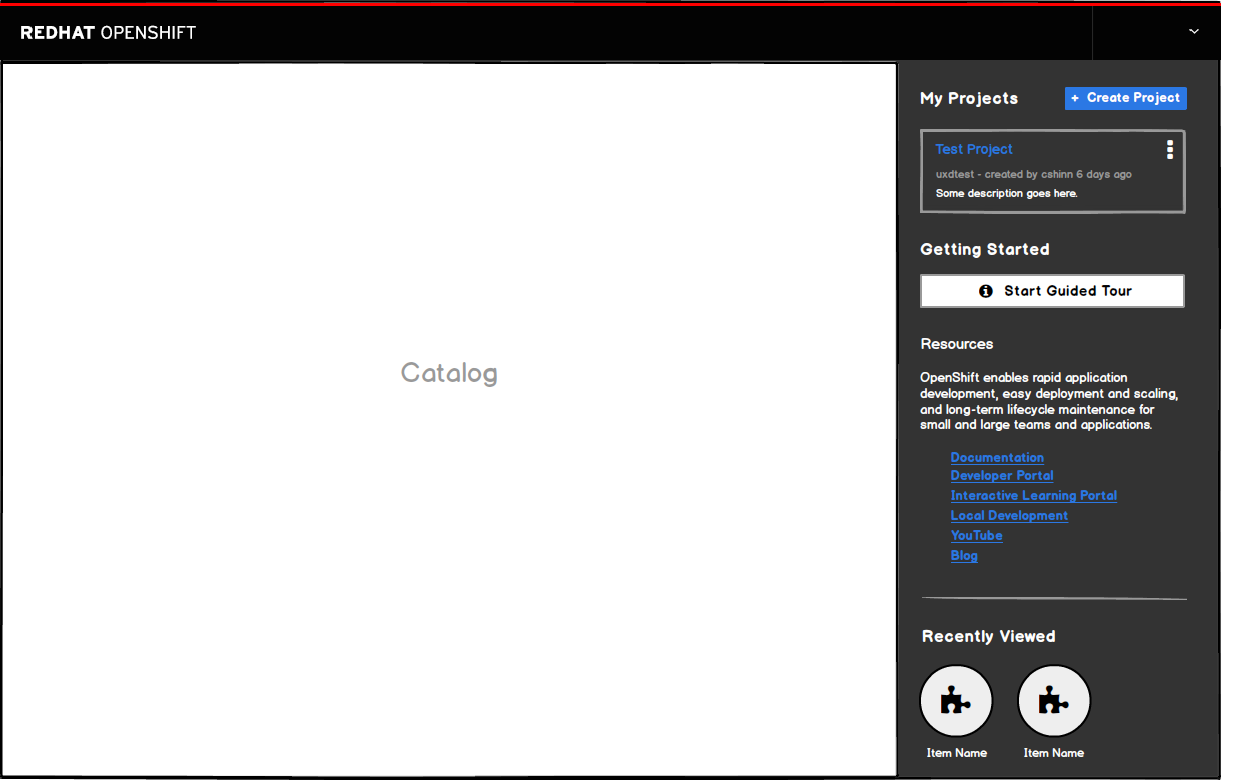 REDHAT OPENSHIFT
Catalog
My Projects
+ Create Project
Test Project
uxdtest - created by cshinn 6 days ago
Some description goes here.
Getting Started
Start Guided Tour
Resources
OpenShift enables rapid application
development, easy deployment and scaling,
and long-term lifecycle maintenance for
small and large teams and applications.
Documentation
Developer Portal
Interactive Learning Portal
Local Development
YouTube
Blog
Recently Viewed
Item Name
Item Name